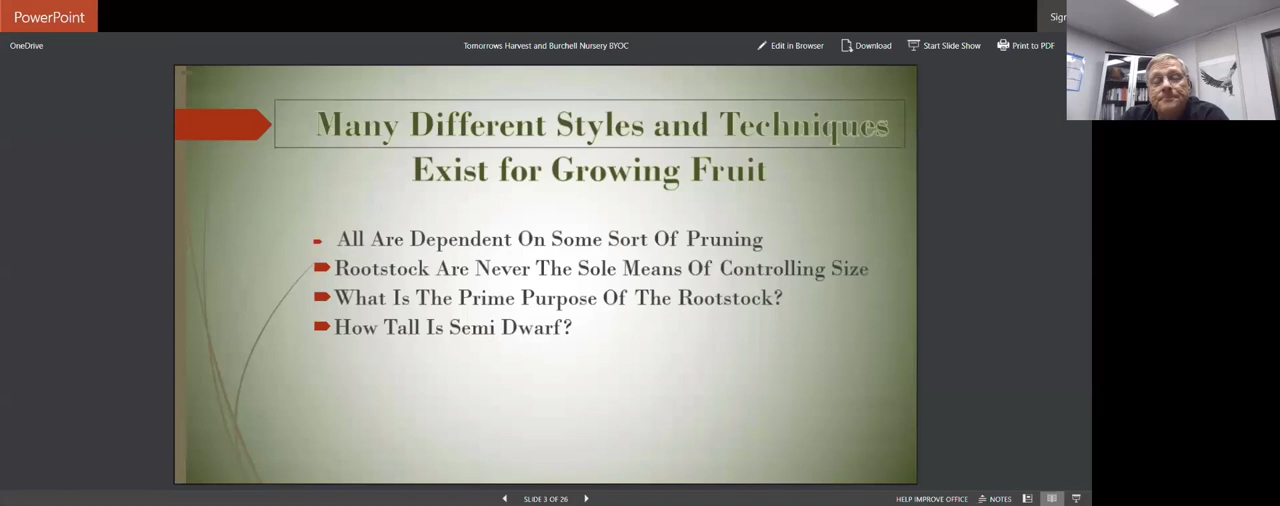 PowerPoint
Sign
OneDrive
Tomorrows Harvest and Burchell Nursery BYOC
Edit in Browser
Download
Start Slide Show
Print to PDF
Many Different Styles and Techniques
Exist for Growing Fruit
All Are Dependent On Some Sort Of Pruning
Rootstock Are Never The Sole Means Of Controlling Size
What Is The Prime Purpose Of The Rootstock?
How Tall Is Semi Dwarf?
SLIDE 3 OF 26
HELP IMPROVE OFFICE
NOTES